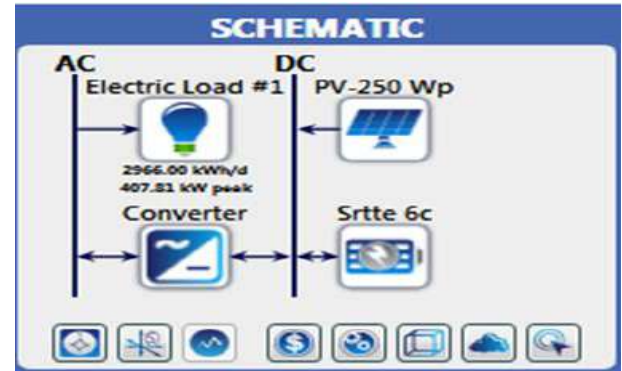 SCHEMATIC
AC DC
Electric Load #1 PV-250 Wp
2966.00 kWh/d
407.81 kW peak
Converter Srtte 6c